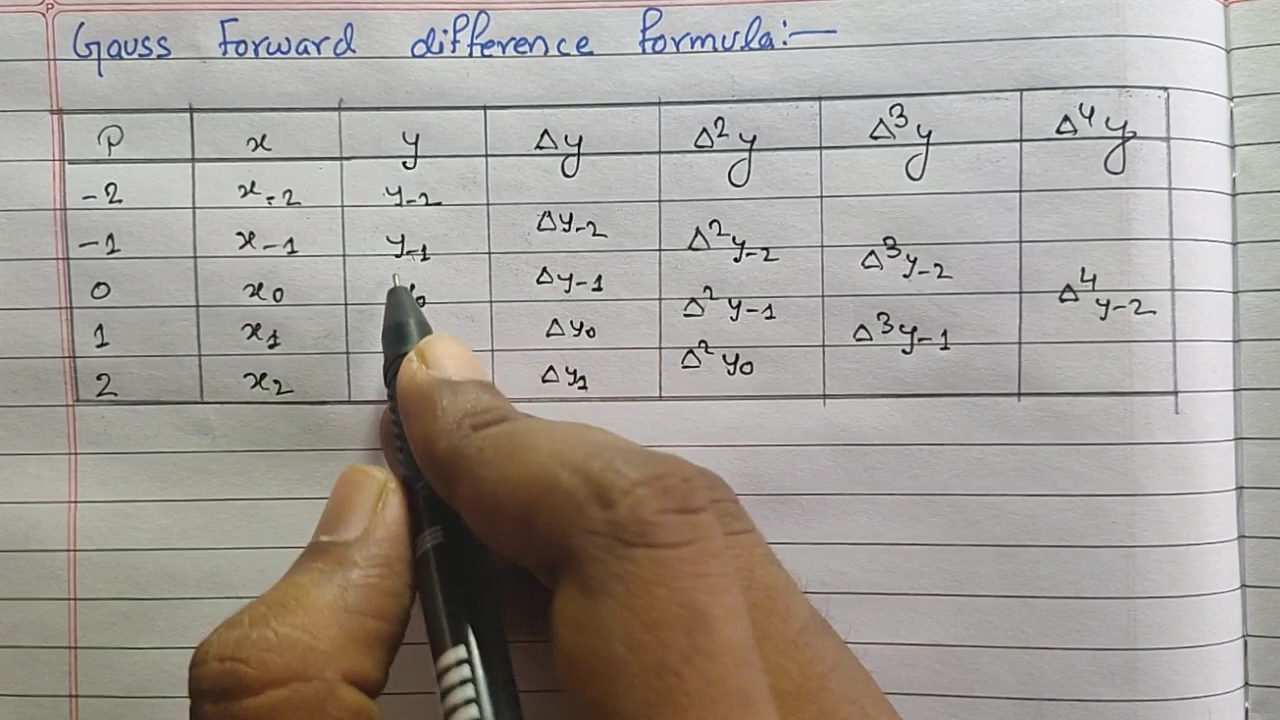 Gauss Forward difference formula:-
P x y Δy Δ²y Δ³y Δ⁴y
-2 x-2 y-2
Δy-2
-1 x-1 y-1 Δ²y-2
Δy-1 Δ³y-2
0 x0 Δ²y-1 Δ⁴y-2
1 x1 Δy0 Δ³y-1
Δ²y0
2 x2 Δy1